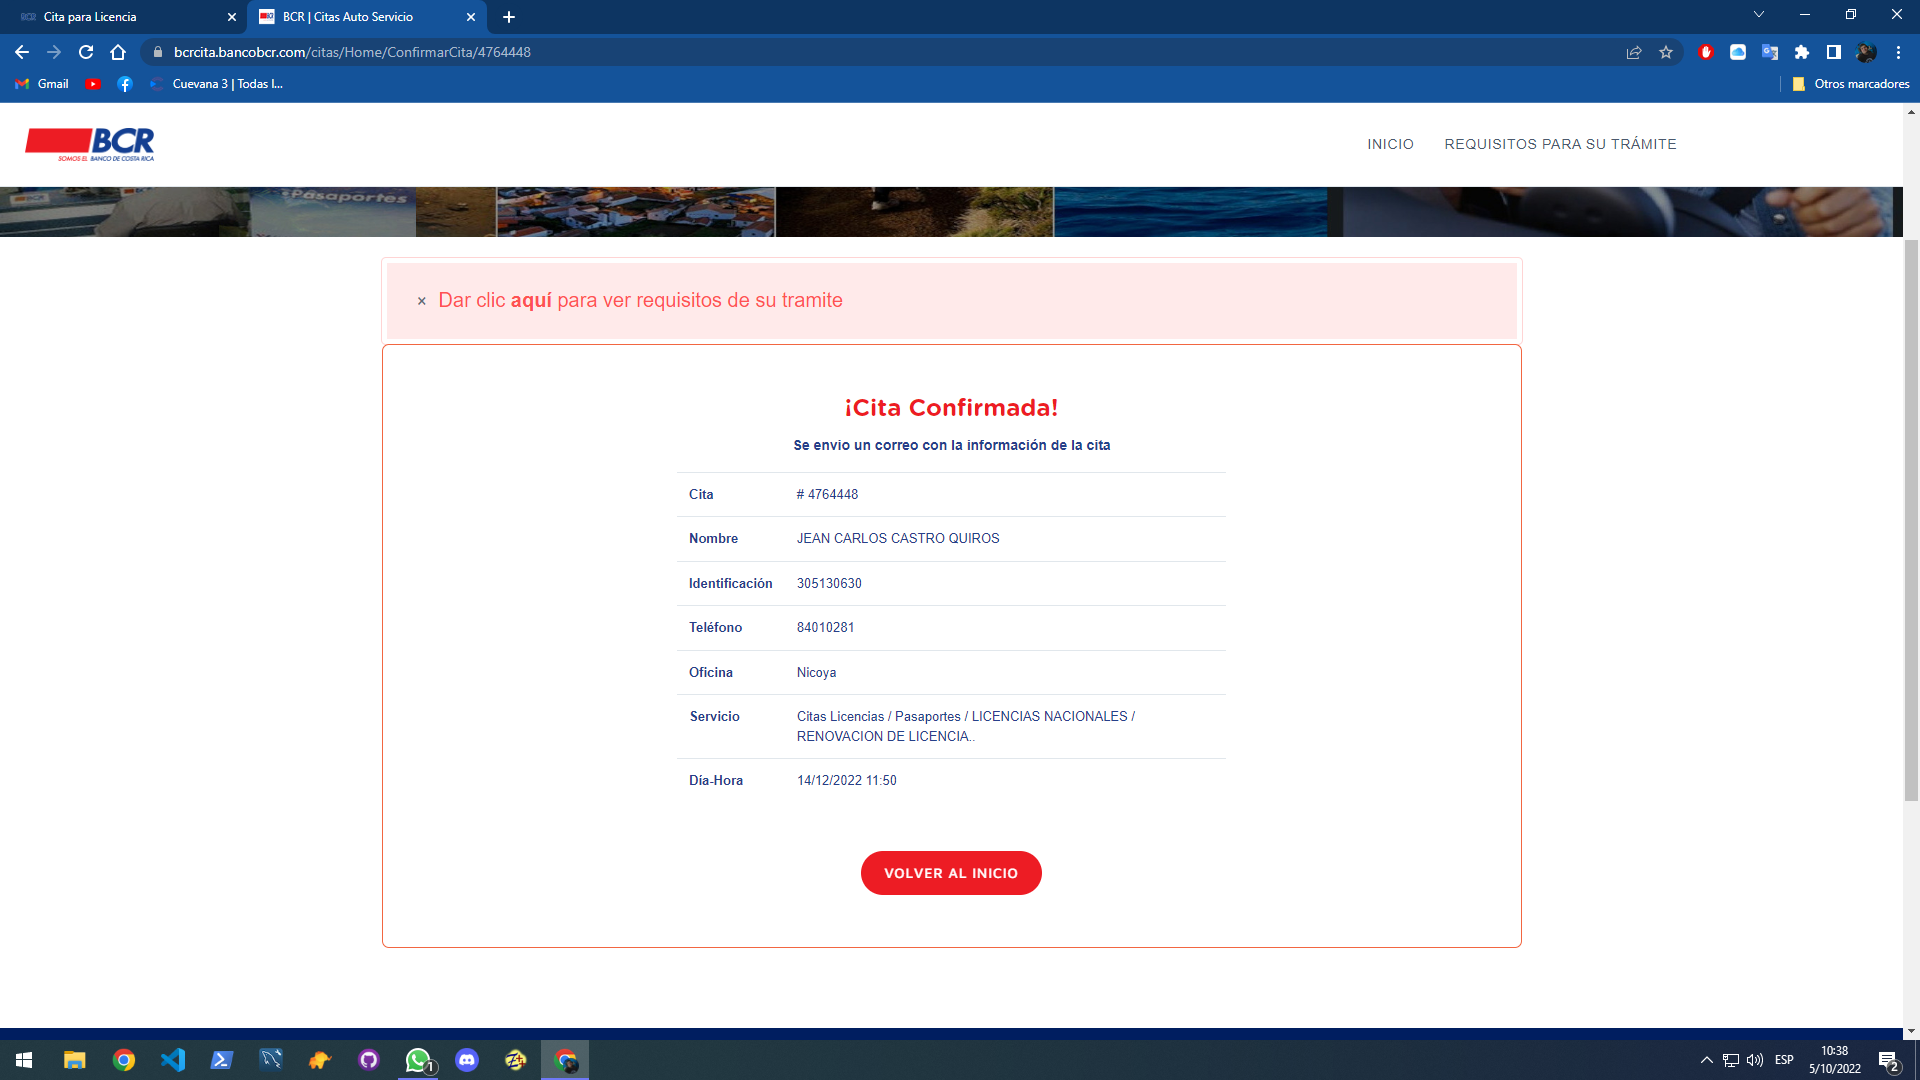 Cita para Licencia
BCR | Citas Auto Servicio
bcrcita.bancobcr.com/citas/Home/ConfirmarCita/4764448
Gmail
Cuevana 3 | Todas l...
Otros marcadores
BCR
SOMOS EL BANCO DE COSTA RICA
INICIO
REQUISITOS PARA SU TRÁMITE
Pasaportes
× Dar clic aquí para ver requisitos de su tramite
¡Cita Confirmada!
Se envio un correo con la información de la cita
Cita # 4764448
Nombre JEAN CARLOS CASTRO QUIROS
Identificación 305130630
Teléfono 84010281
Oficina Nicoya
Servicio Citas Licencias / Pasaportes / LICENCIAS NACIONALES /
RENOVACION DE LICENCIA..
Día-Hora 14/12/2022 11:50
VOLVER AL INICIO
1
ESP
10:38
5/10/2022
2